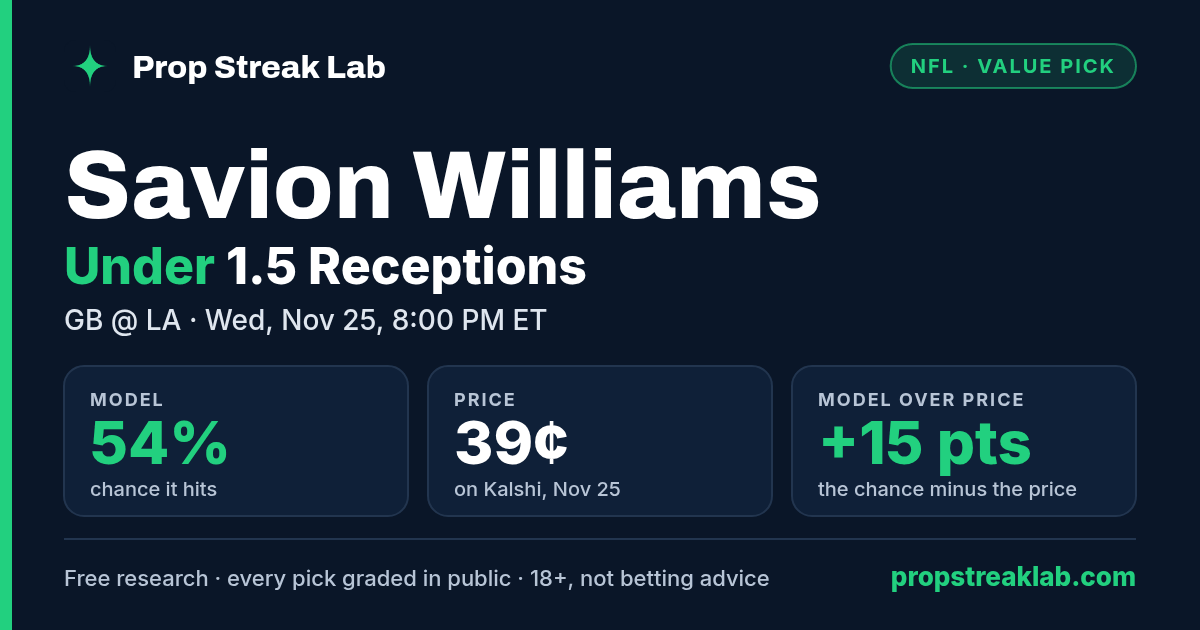 Prop Streak Lab
NFL · VALUE PICK
Savion Williams
Under 1.5 Receptions
GB @ LA · Wed, Nov 25, 8:00 PM ET
MODEL
54%
chance it hits
PRICE
39¢
on Kalshi, Nov 25
MODEL OVER PRICE
+15 pts
the chance minus the price
Free research · every pick graded in public · 18+, not betting advice
propstreaklab.com